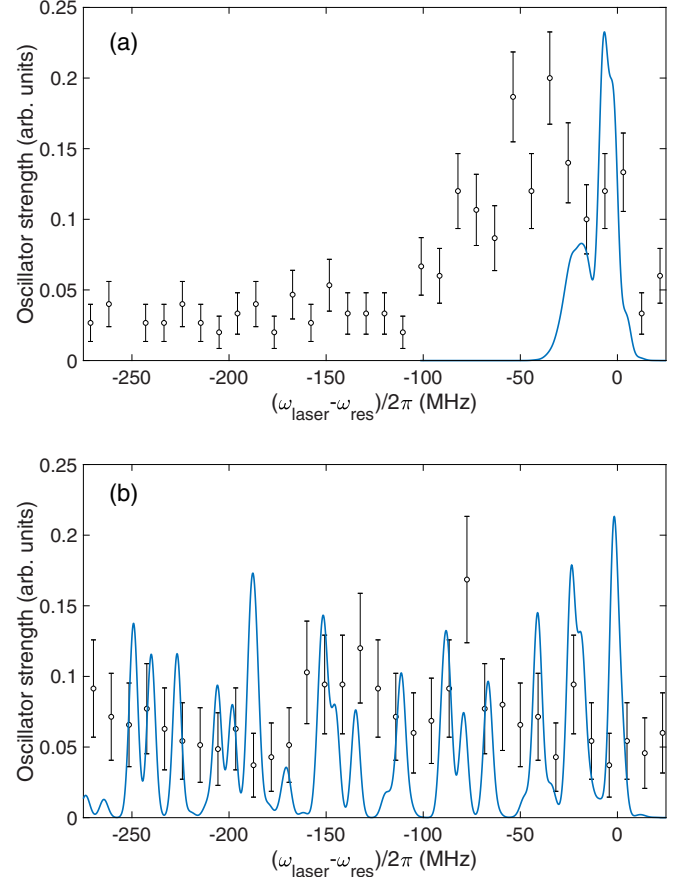 (a)
Oscillator strength (arb. units)
0.25
0.2
0.15
0.1
0.05
0
-250 -200 -150 -100 -50 0
(ω_laser-ω_res)/2π (MHz)
(b)
Oscillator strength (arb. units)
0.25
0.2
0.15
0.1
0.05
0
-250 -200 -150 -100 -50 0
(ω_laser-ω_res)/2π (MHz)